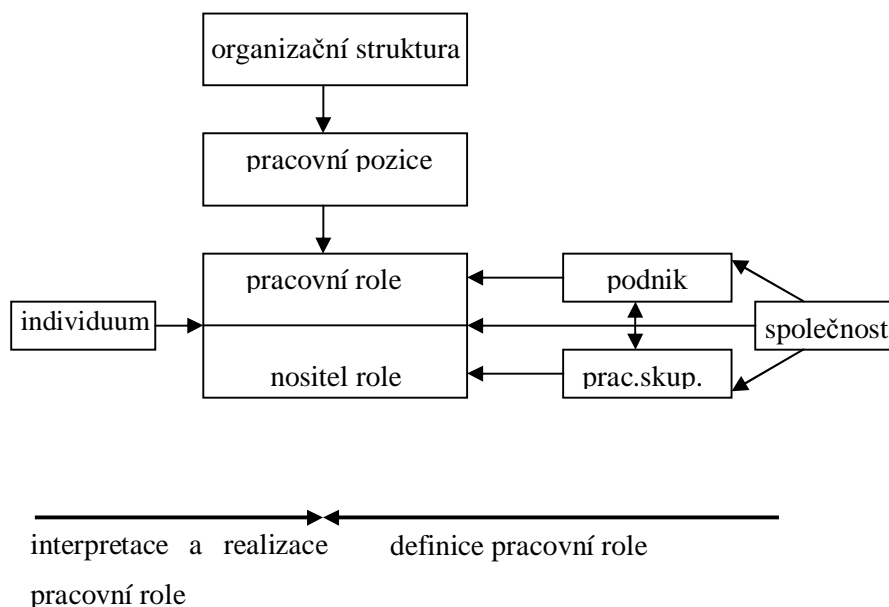 organizační struktura
pracovní pozice
pracovní role
podnik
individuum
společnost
nositel role
prac.skup.
interpretace a realizace
definice pracovní role
pracovní role